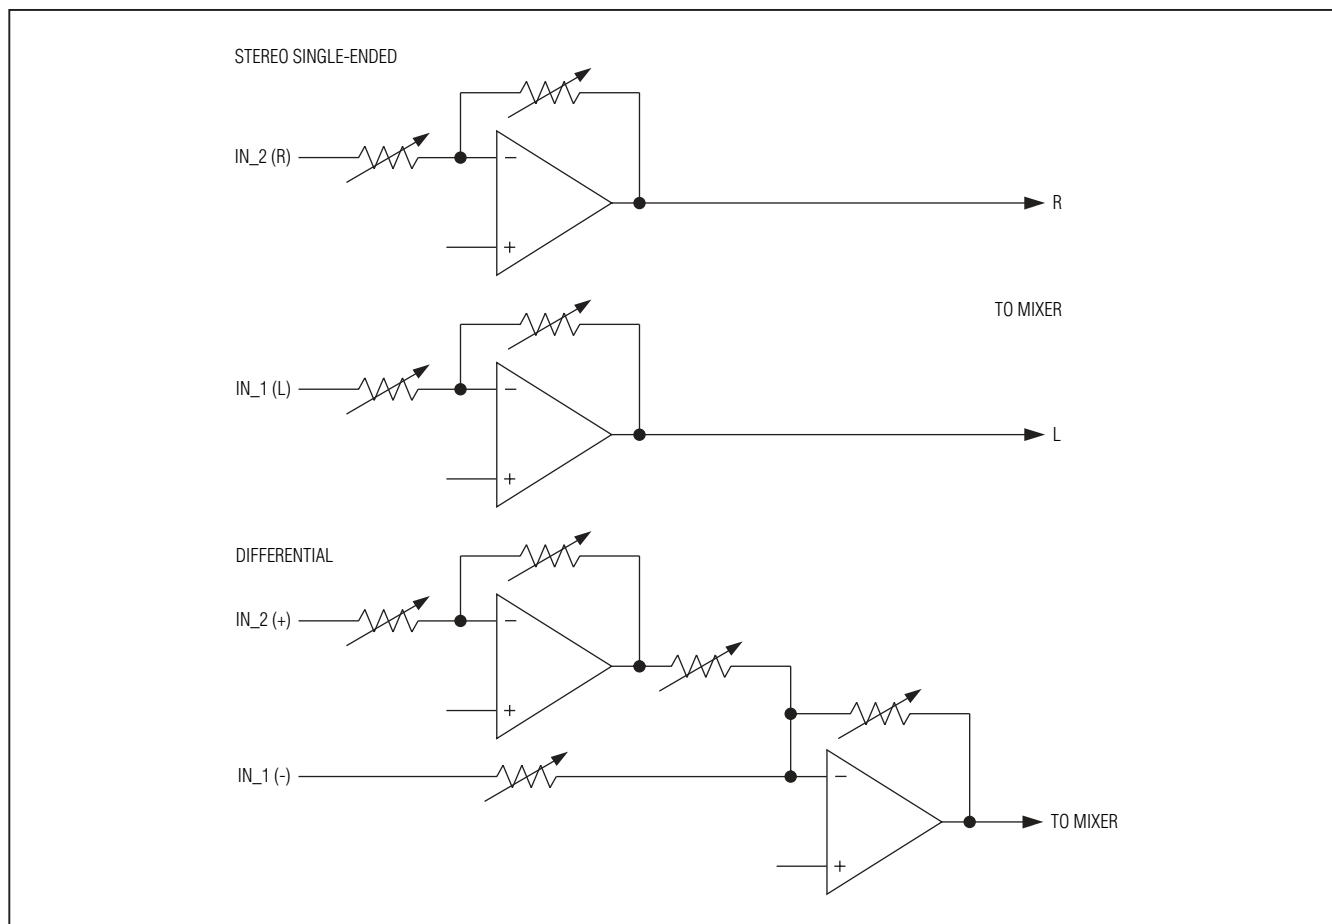 STEREO SINGLE-ENDED
IN_2 (R)
−
+
R
TO MIXER
IN_1 (L)
−
+
L
DIFFERENTIAL
IN_2 (+)
−
+
IN_1 (-)
−
+
TO MIXER